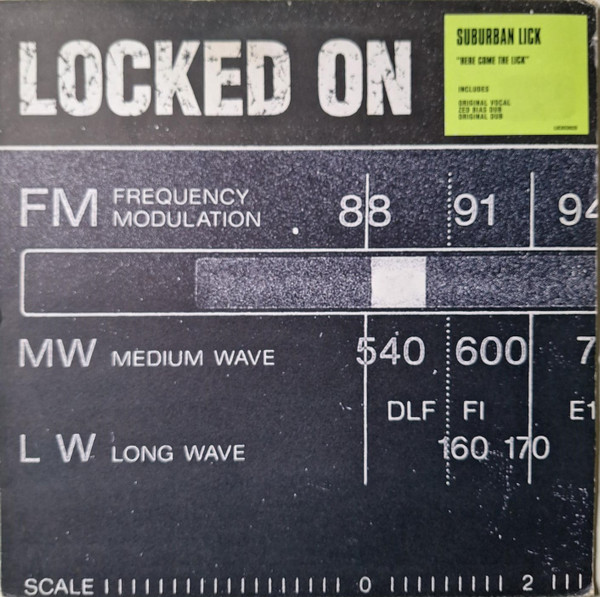 LOCKED ON
SUBURBAN LICK
"HERE COME THE LICK"
INCLUDES
ORIGINAL VOCAL
ZED BIAS DUB
ORIGINAL DUB
FM FREQUENCY MODULATION 88 91 94
MW MEDIUM WAVE 540 600 7
DLF FI E1
LW LONG WAVE 160 170
SCALE 0 2